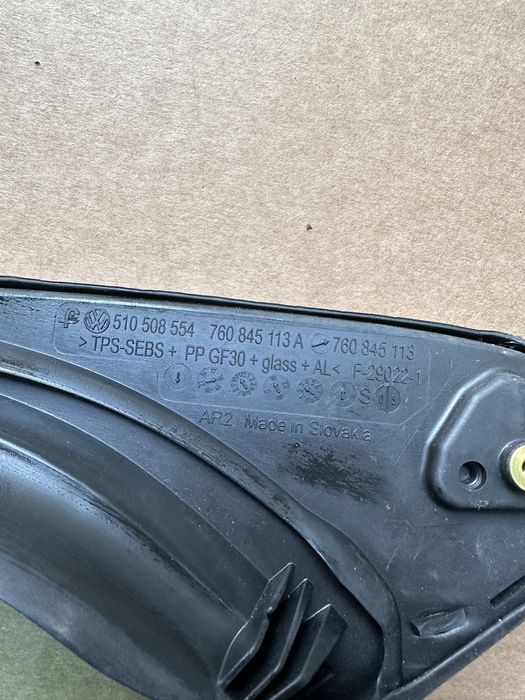 510 508 554 760 845 113 A 760 845 113
>TPS-SEBS + PP GF30 + glass + AL< F-29022-1
S
AR2 Made in Slovakia